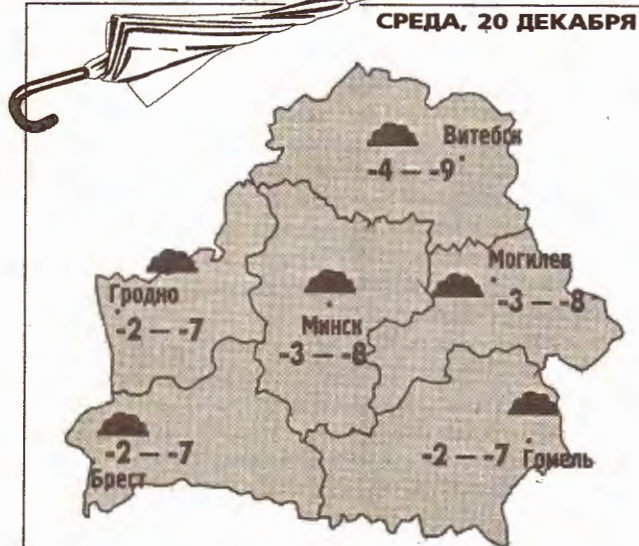 СРЕДА, 20 ДЕКАБРЯ
Витебск
-4 — -9
Могилев
-3 — -8
Гродно
-2 — -7
Минск
-3 — -8
-2 — -7
Брест
-2 — -7 Гомель